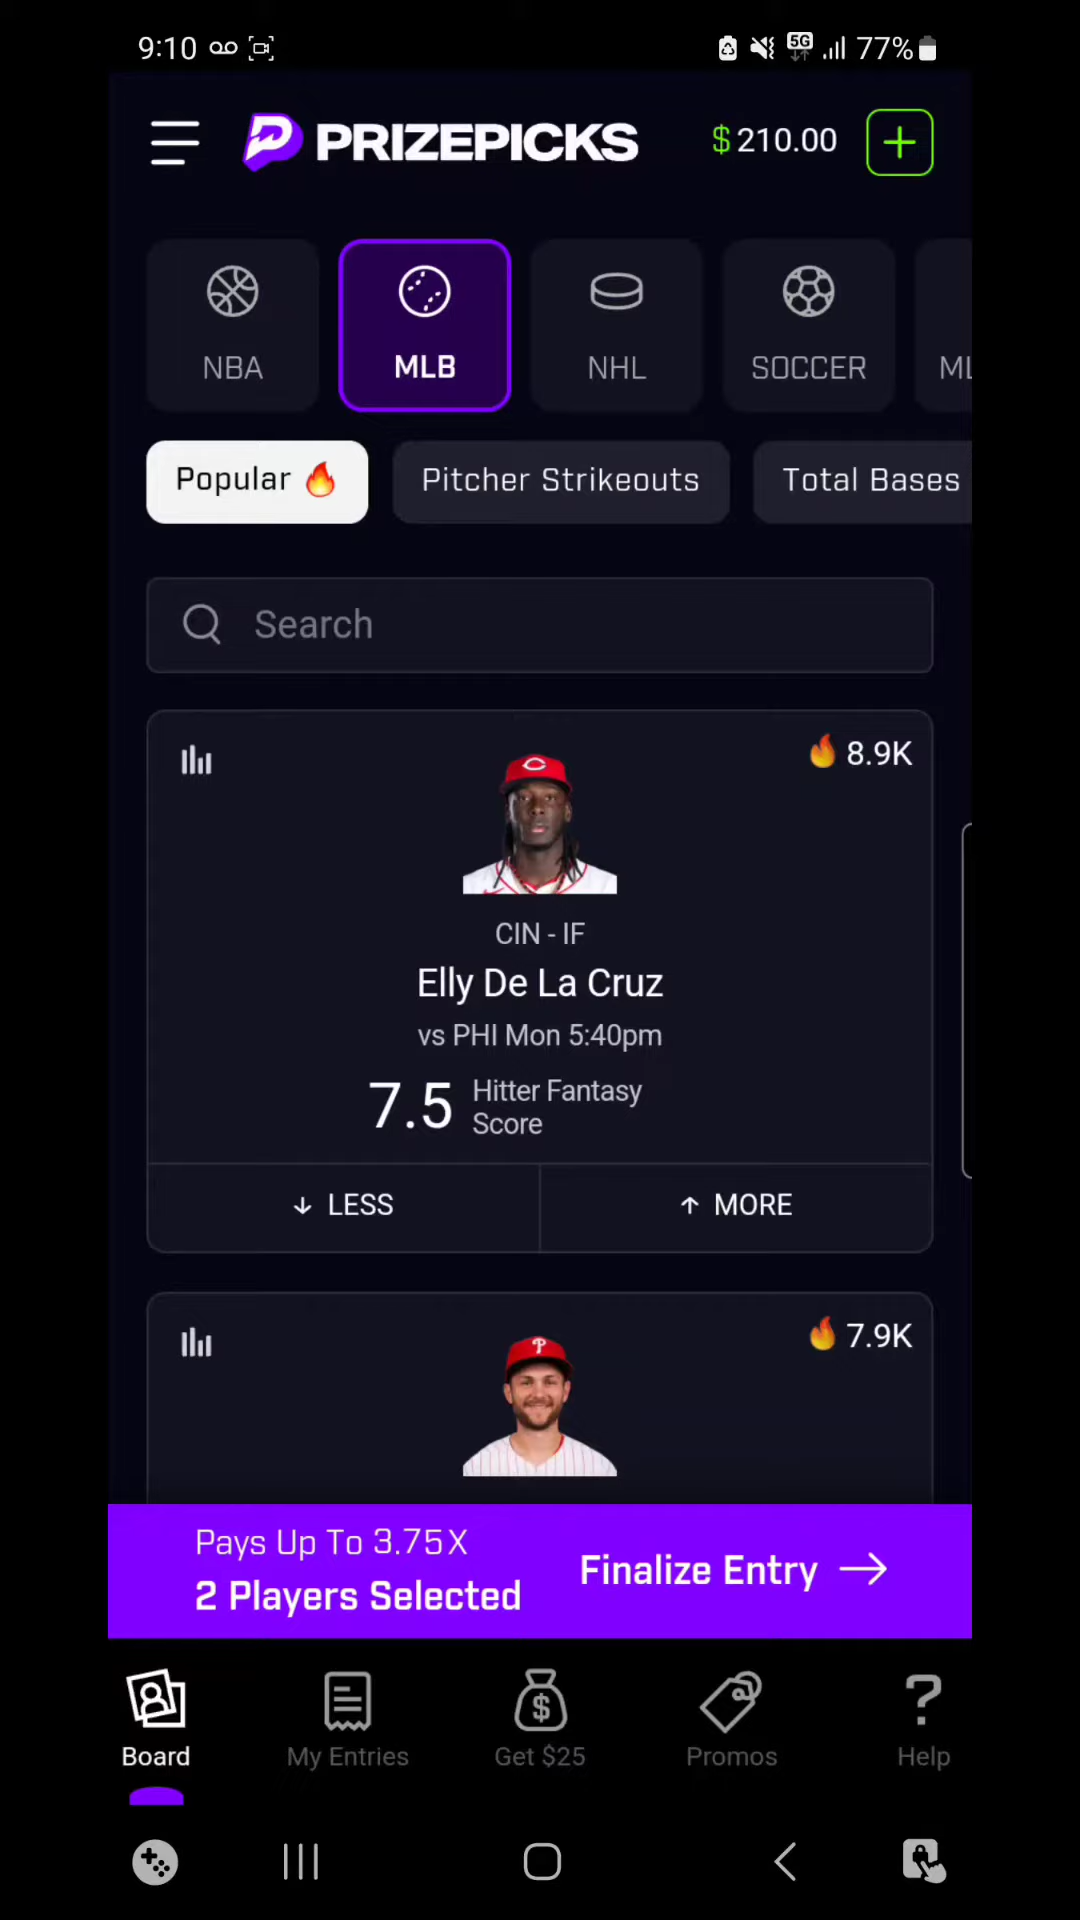 9:10
5G
77%
PRIZEPICKS
$ 210.00
NBA
MLB
NHL
SOCCER
Popular 🔥
Pitcher Strikeouts
Total Bases
Search
🔥 8.9K
CIN - IF
Elly De La Cruz
vs PHI Mon 5:40pm
7.5 Hitter Fantasy
Score
↓ LESS
↑ MORE
🔥 7.9K
Pays Up To 3.75X
2 Players Selected
Finalize Entry →
Board
My Entries
Get $25
Promos
Help